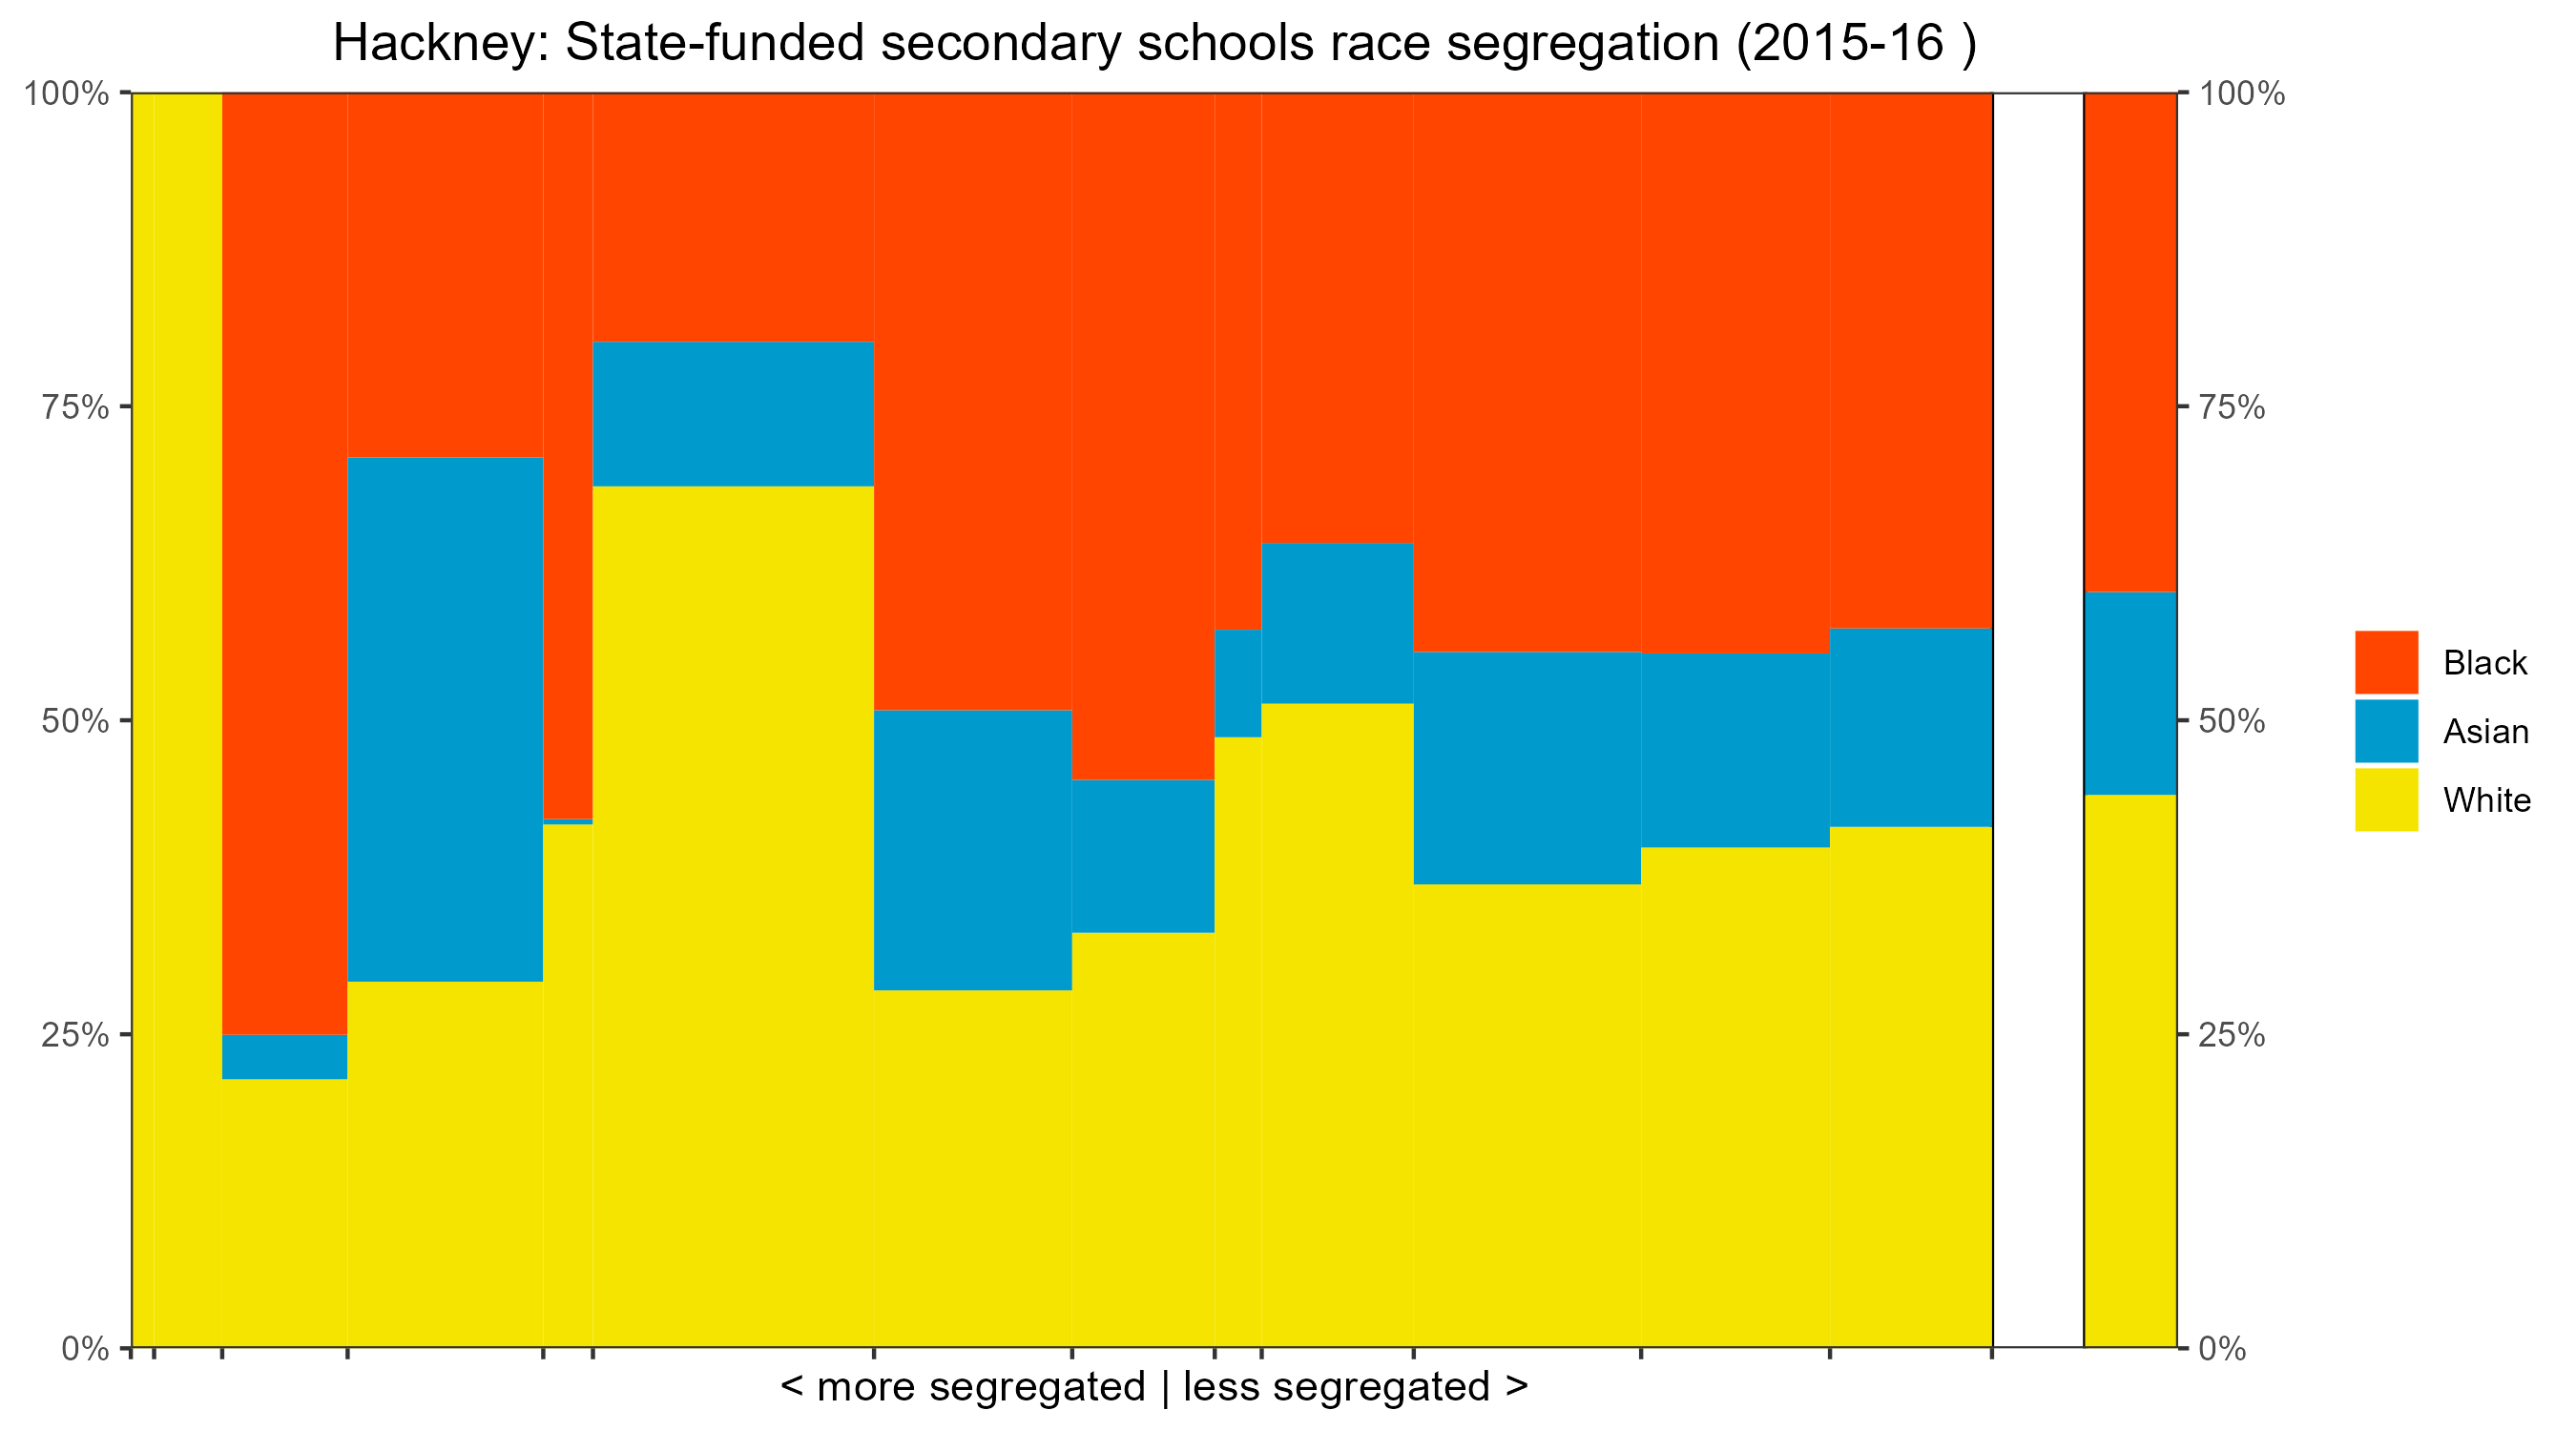 Hackney: State-funded secondary schools race segregation (2015-16 )
100%
75%
50%
25%
0%
100%
75%
50%
25%
0%
Black
Asian
White
< more segregated | less segregated >